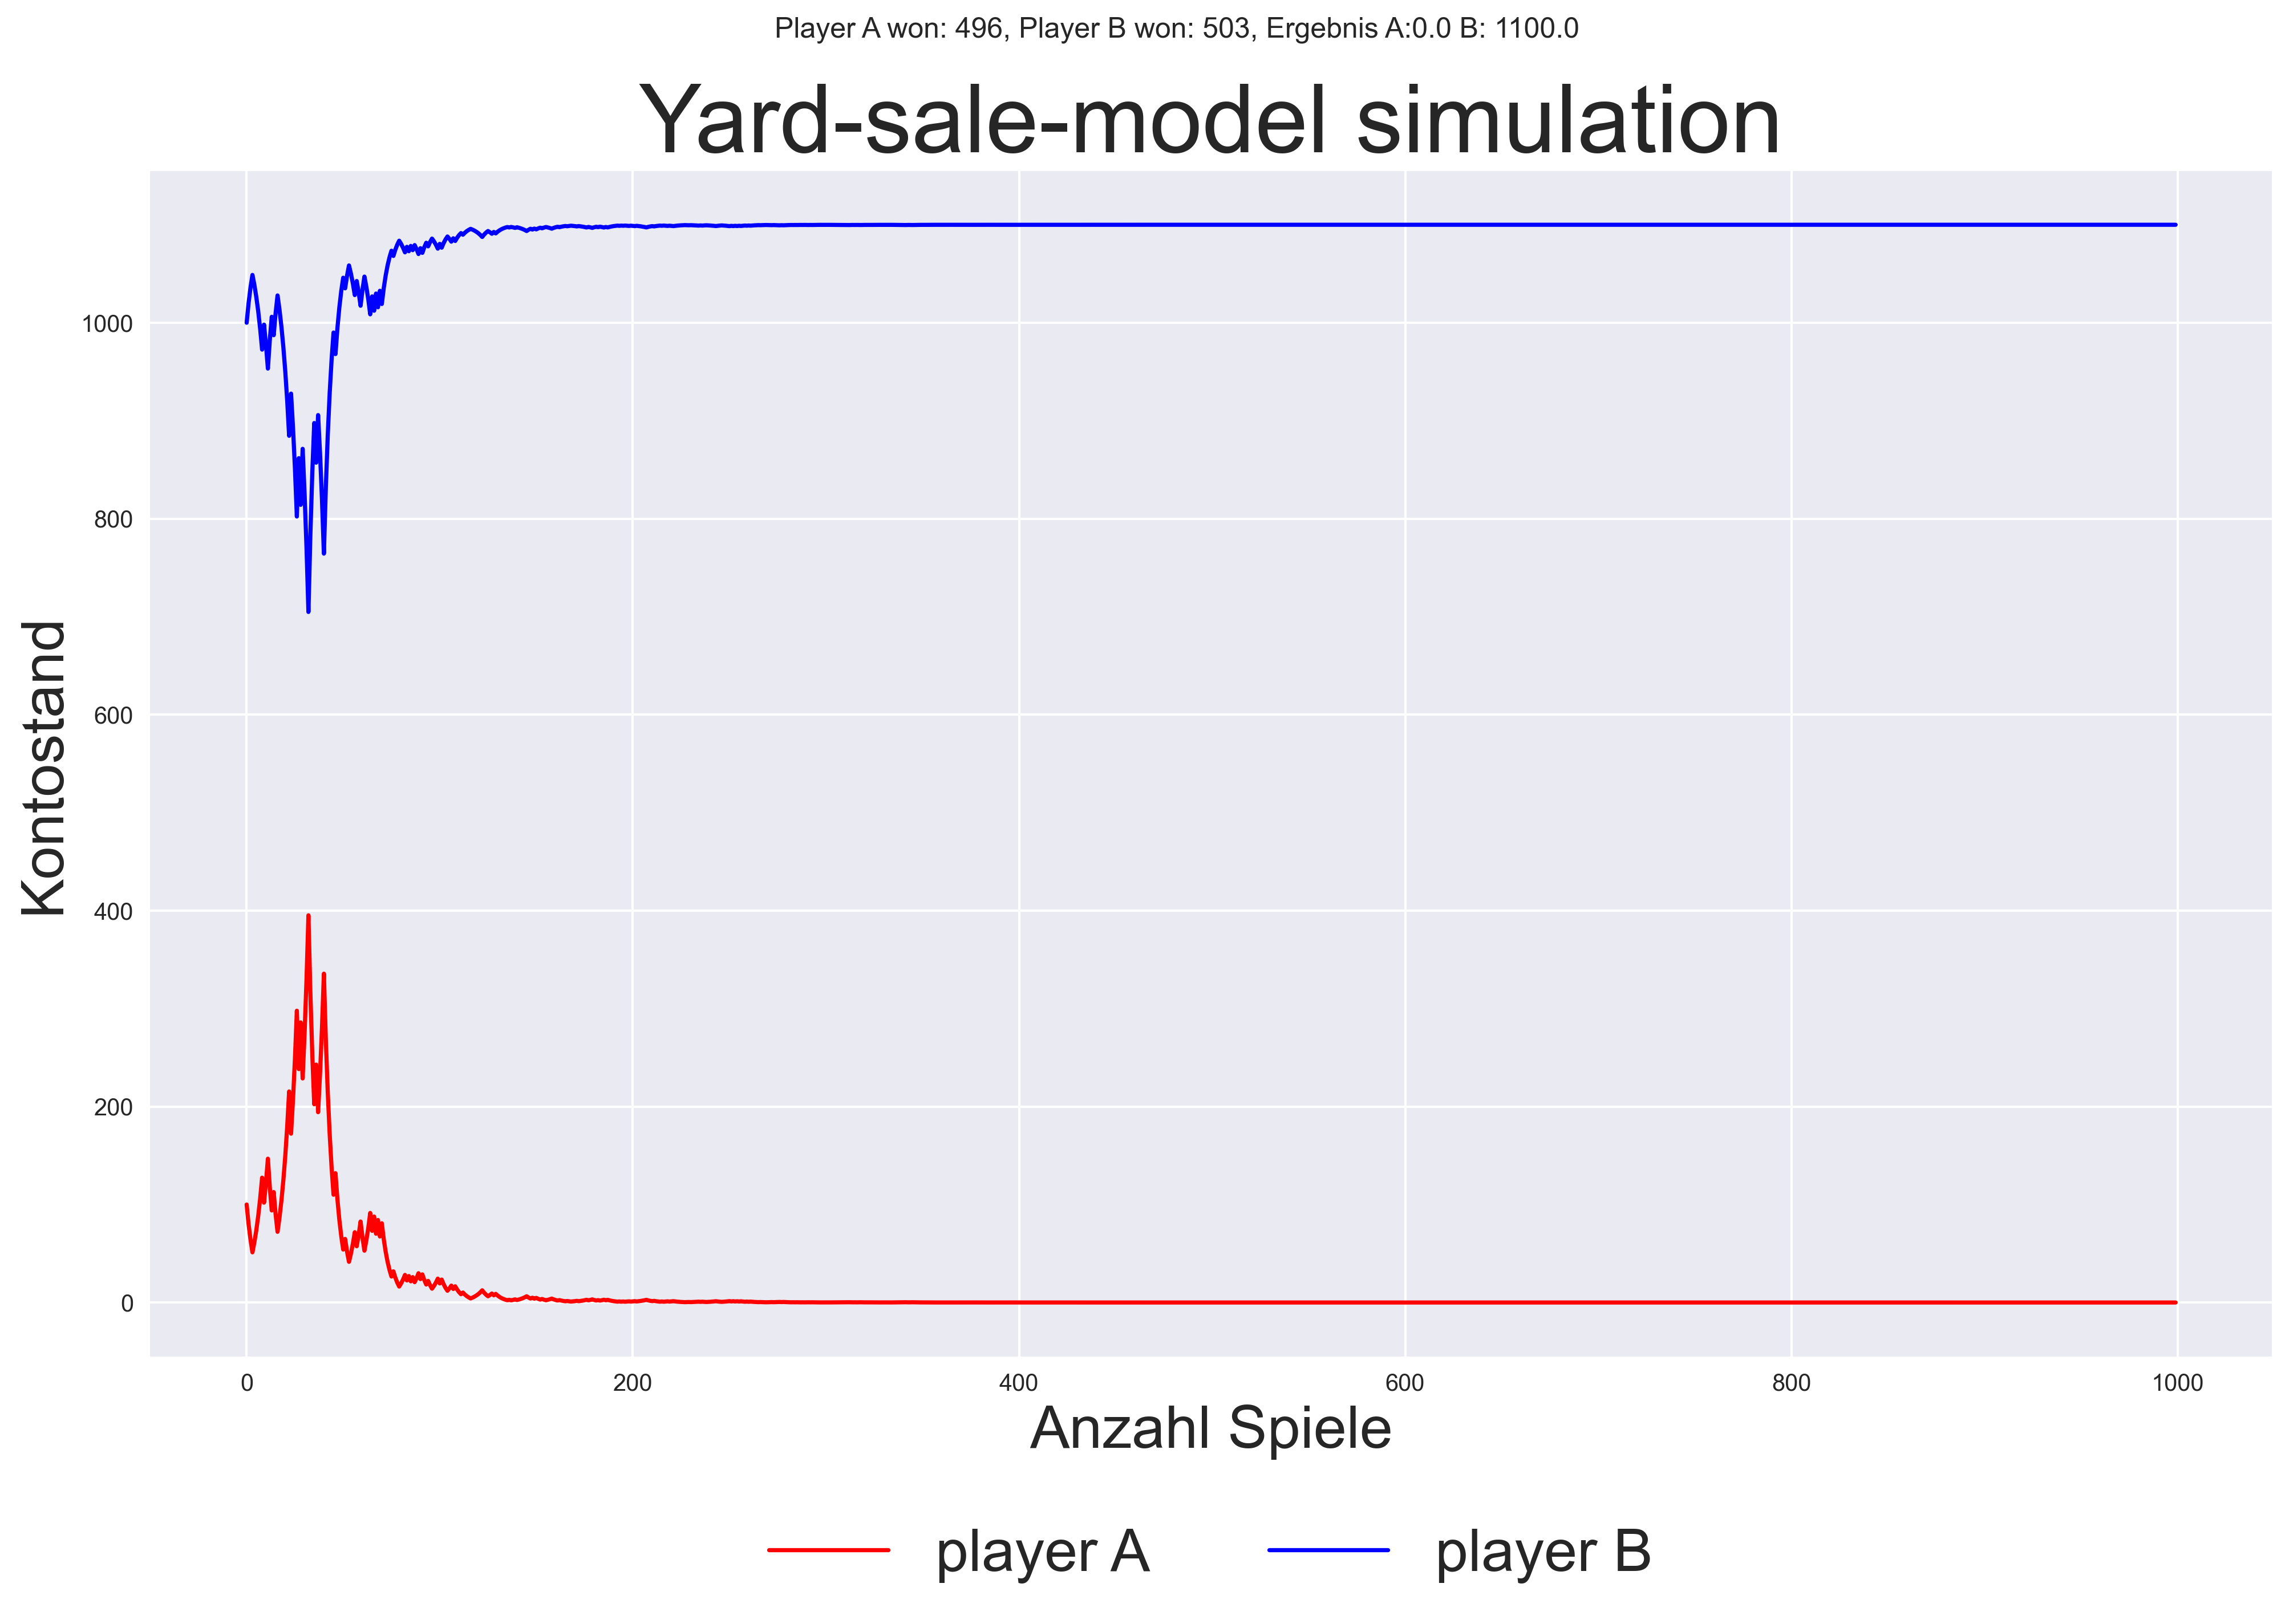 Player A won: 496, Player B won: 503, Ergebnis A:0.0 B: 1100.0
Yard-sale-model simulation
Kontostand
1000
800
600
400
200
0
0 200 400 600 800 1000
Anzahl Spiele
player A player B